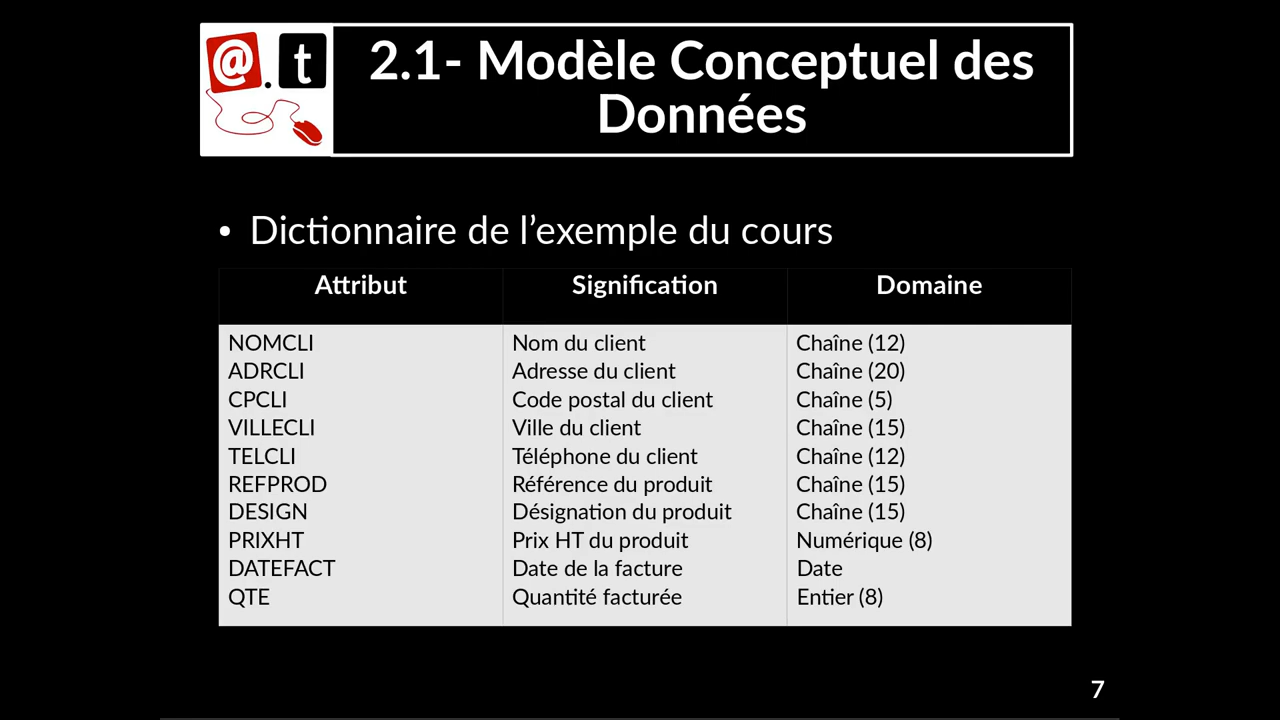 @.t
2.1- Modèle Conceptuel des
Données
• Dictionnaire de l’exemple du cours
Attribut Signification Domaine
NOMCLI Nom du client Chaîne (12)
ADRCLI Adresse du client Chaîne (20)
CPCLI Code postal du client Chaîne (5)
VILLECLI Ville du client Chaîne (15)
TELCLI Téléphone du client Chaîne (12)
REFPROD Référence du produit Chaîne (15)
DESIGN Désignation du produit Chaîne (15)
PRIXHT Prix HT du produit Numérique (8)
DATEFACT Date de la facture Date
QTE Quantité facturée Entier (8)
7